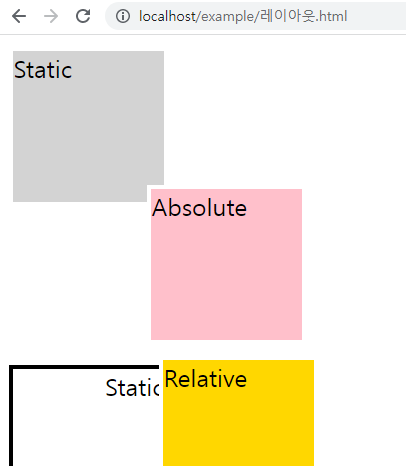 localhost/example/레이아웃.html
Static
Absolute
Static
Relative